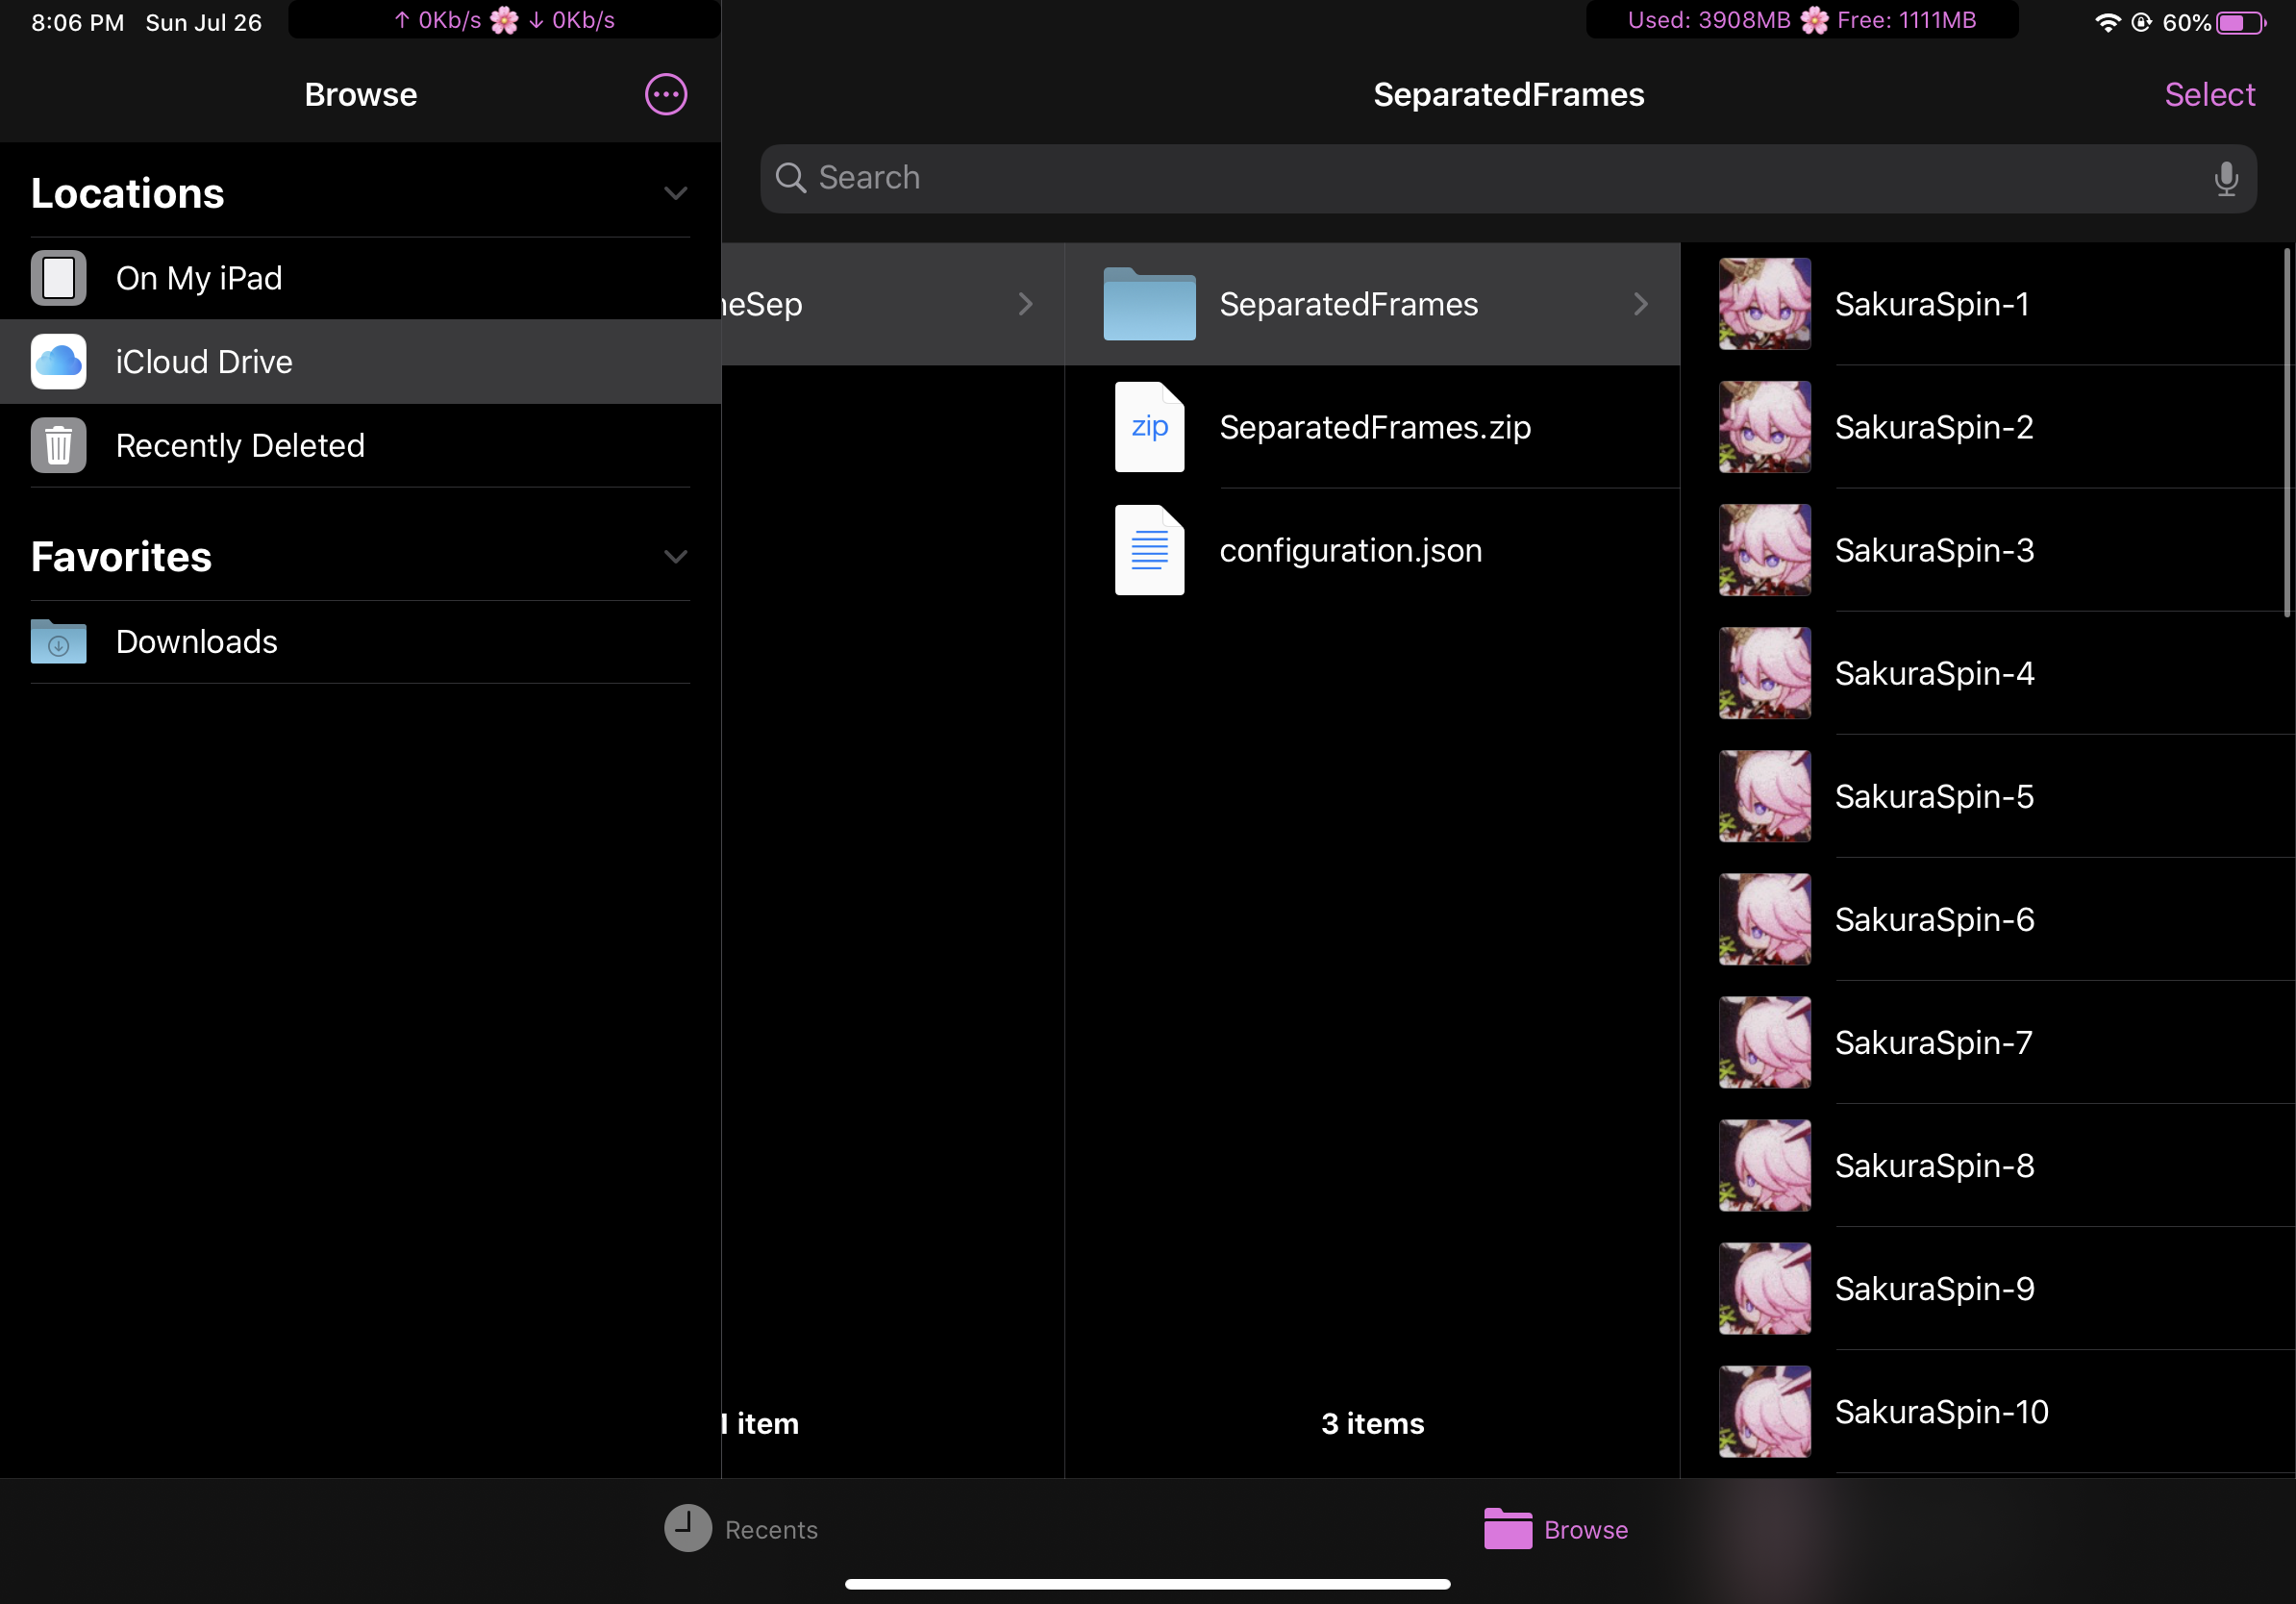 8:06 PM Sun Jul 26
↑ 0Kb/s 🌸 ↓ 0Kb/s
Used: 3908MB 🌸 Free: 1111MB
60%
Browse
Locations
On My iPad
iCloud Drive
Recently Deleted
Favorites
Downloads
SeparatedFrames
Select
Search
neSep
1 item
SeparatedFrames
zip
SeparatedFrames.zip
configuration.json
3 items
SakuraSpin-1
SakuraSpin-2
SakuraSpin-3
SakuraSpin-4
SakuraSpin-5
SakuraSpin-6
SakuraSpin-7
SakuraSpin-8
SakuraSpin-9
SakuraSpin-10
Recents
Browse